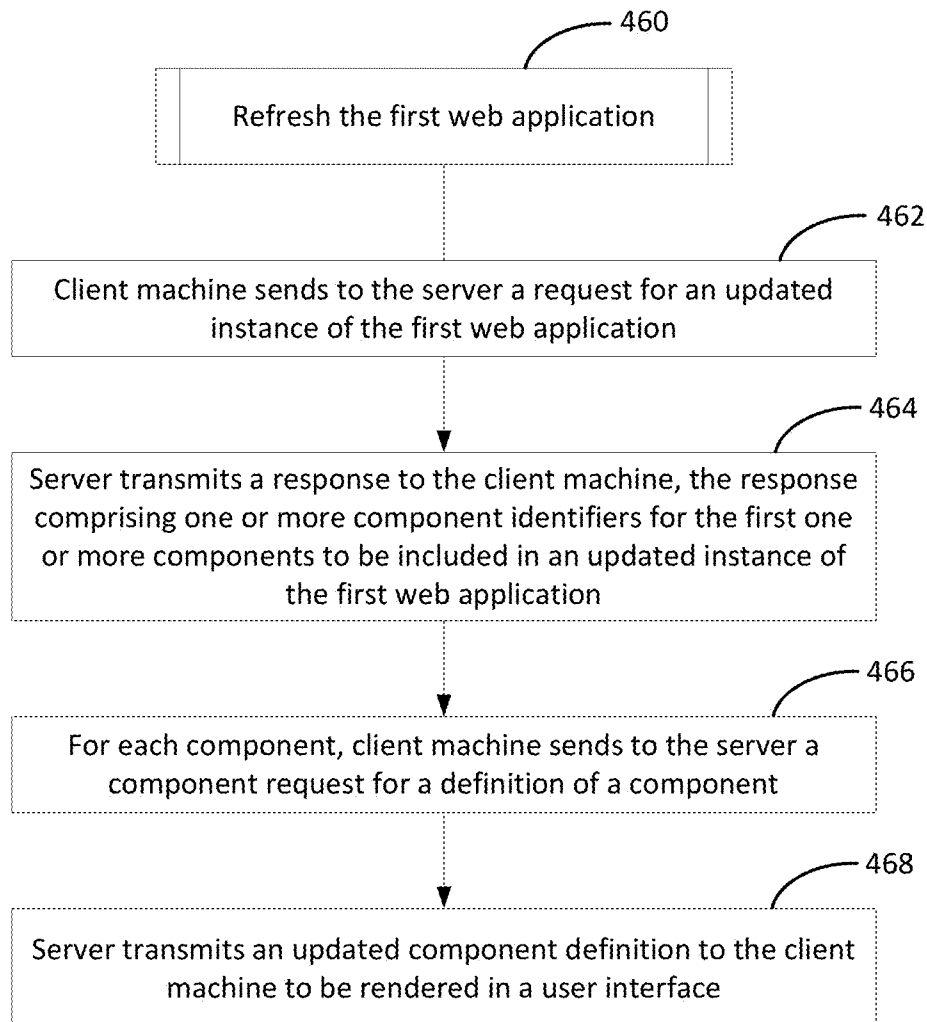 460
Refresh the first web application
462
Client machine sends to the server a request for an updated
instance of the first web application
464
Server transmits a response to the client machine, the response
comprising one or more component identifiers for the first one
or more components to be included in an updated instance of
the first web application
466
For each component, client machine sends to the server a
component request for a definition of a component
468
Server transmits an updated component definition to the client
machine to be rendered in a user interface